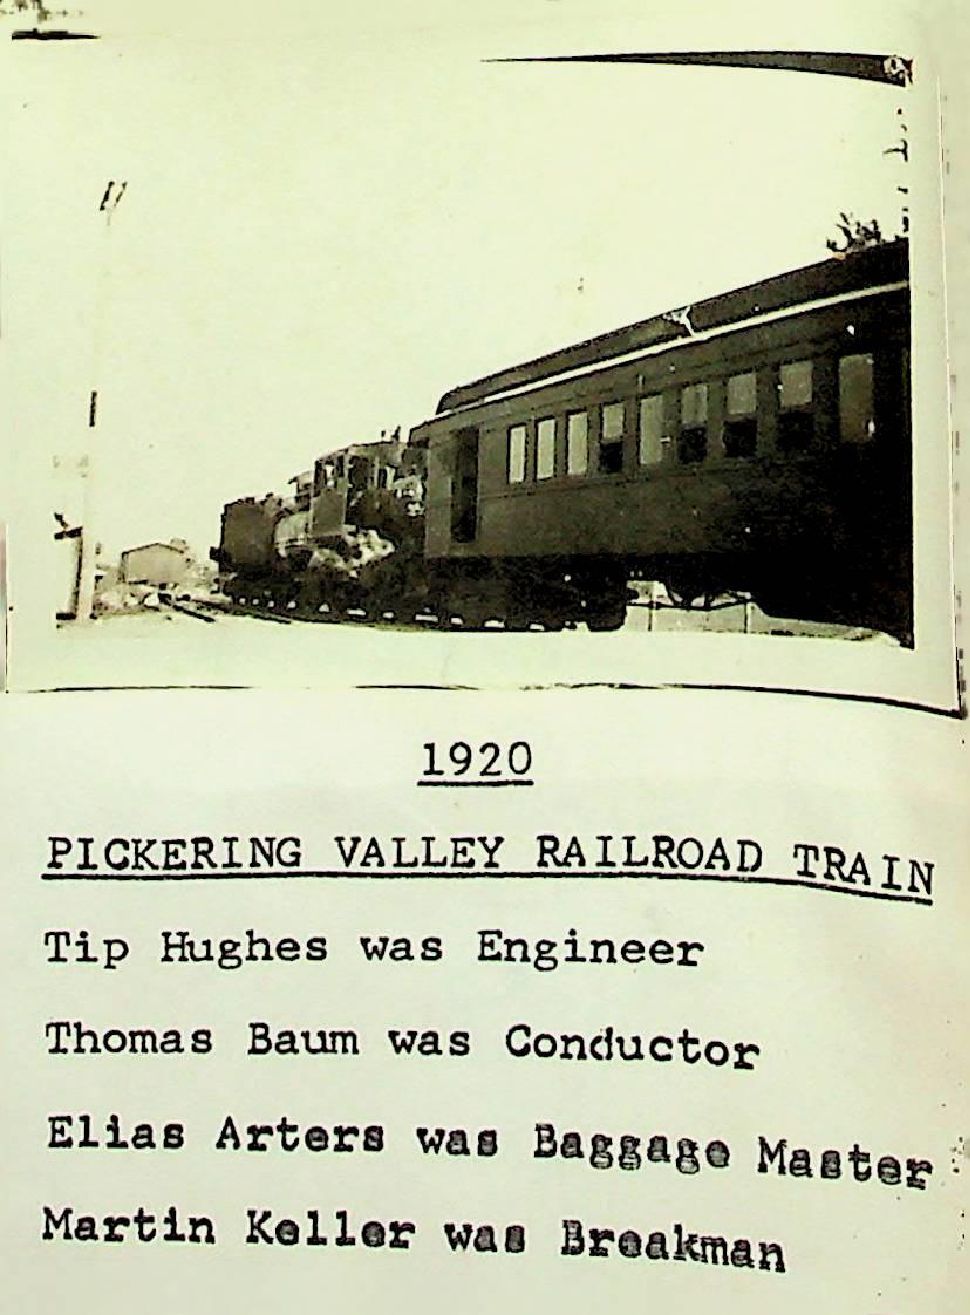 1920
PICKERING VALLEY RAILROAD TRAIN
Tip Hughes was Engineer
Thomas Baum was Conductor
Elias Arters was Baggage Master
Martin Keller was Breakman